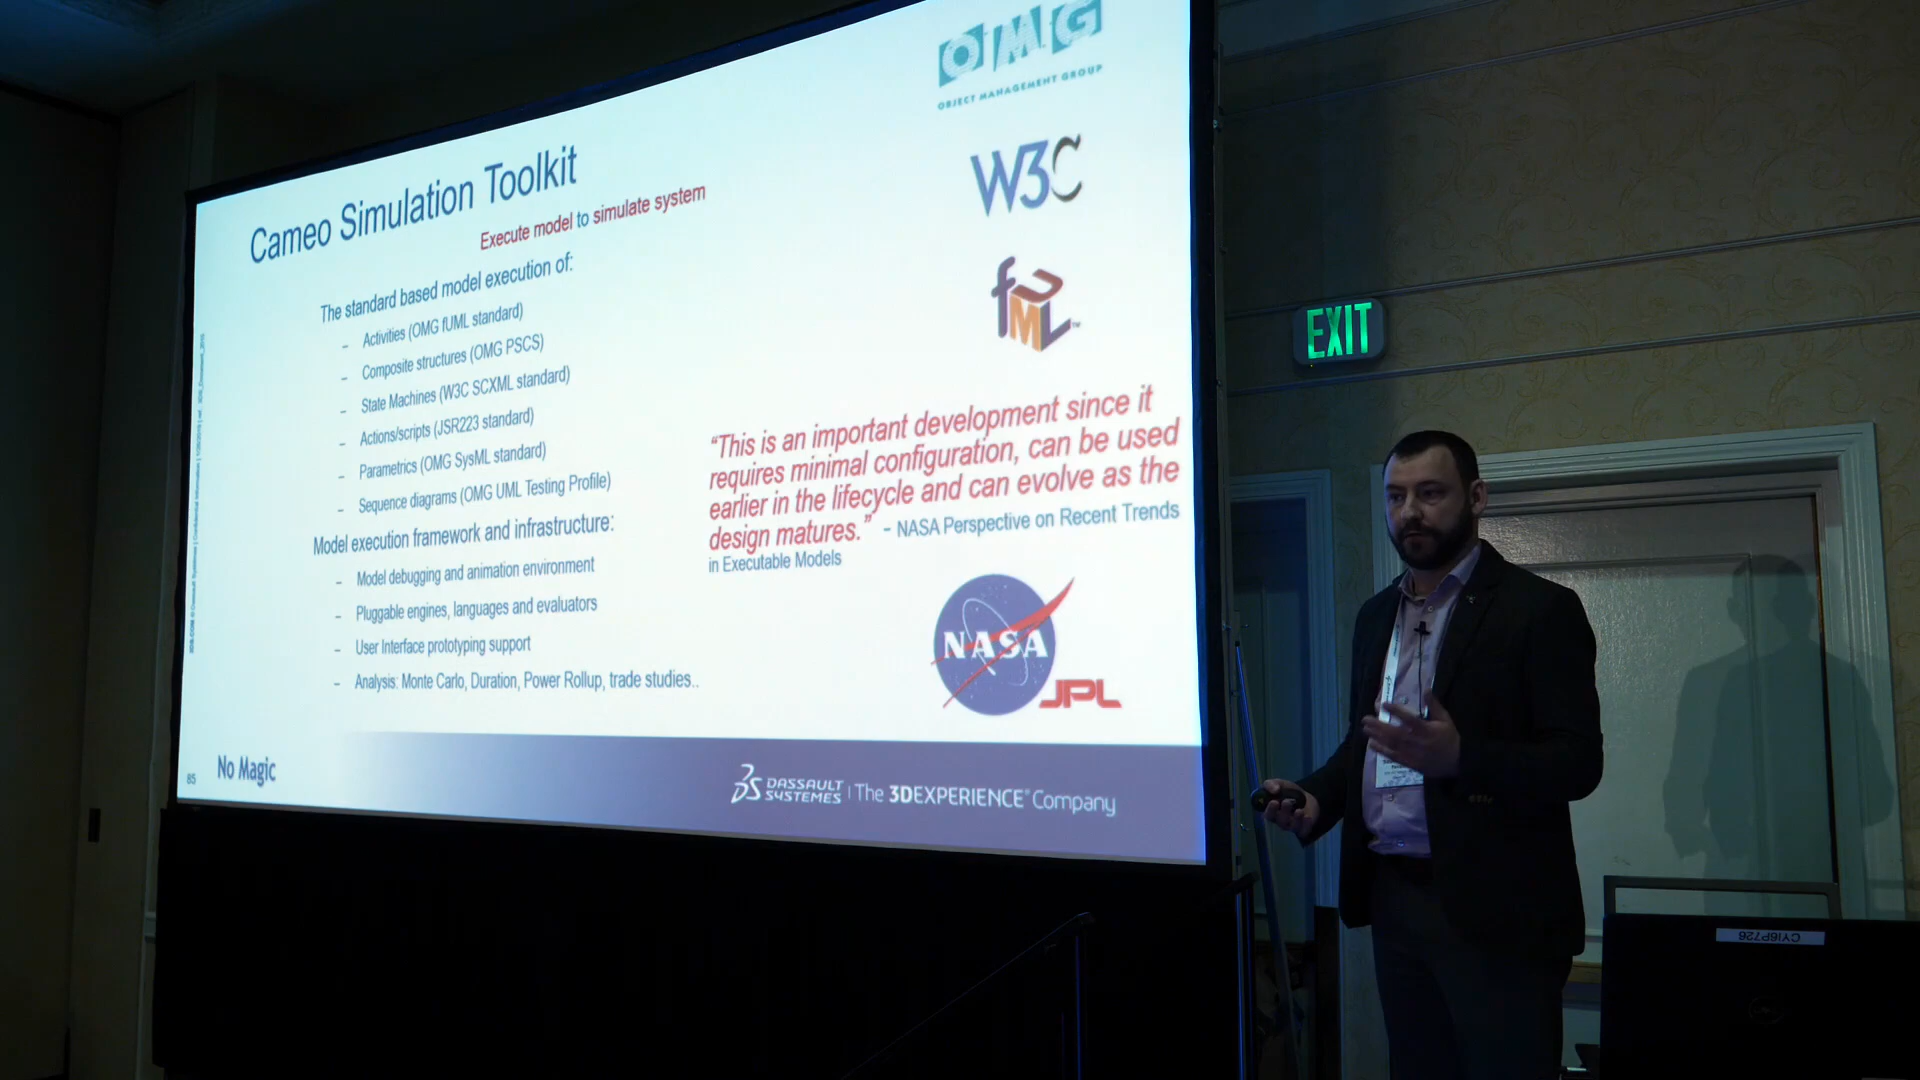 OMG
OBJECT MANAGEMENT GROUP
W3C
fUML™
Cameo Simulation Toolkit
Execute model to simulate system
The standard based model execution of:
– Activities (OMG fUML standard)
– Composite structures (OMG PSCS)
– State Machines (W3C SCXML standard)
– Actions/scripts (JSR223 standard)
– Parametrics (OMG SysML standard)
– Sequence diagrams (OMG UML Testing Profile)
Model execution framework and infrastructure:
– Model debugging and animation environment
– Pluggable engines, languages and evaluators
– User Interface prototyping support
– Analysis: Monte Carlo, Duration, Power Rollup, trade studies..
“This is an important development since it
requires minimal configuration, can be used
earlier in the lifecycle and can evolve as the
design matures.” – NASA Perspective on Recent Trends
in Executable Models
NASA
JPL
85
No Magic
DASSAULT
SYSTEMES | The 3DEXPERIENCE® Company
EXIT
CYI6P726